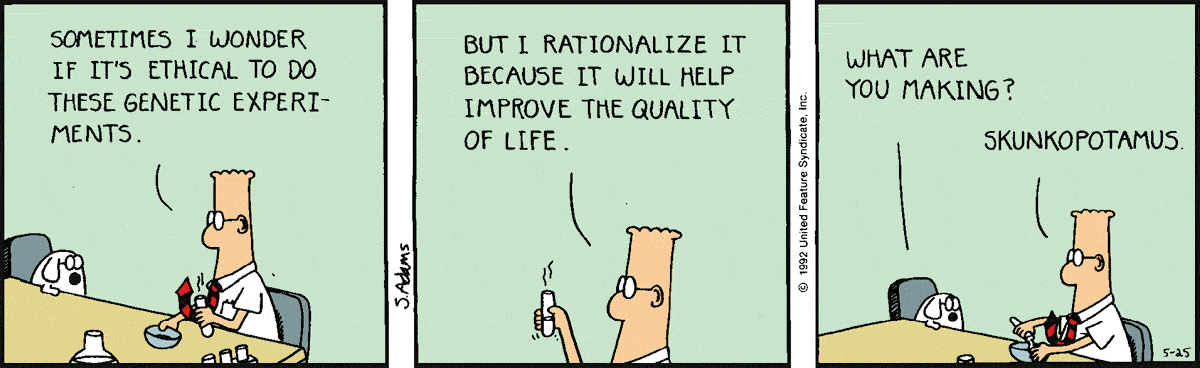 SOMETIMES I WONDER
IF IT'S ETHICAL TO DO
THESE GENETIC EXPERI-
MENTS.
S.Adams
BUT I RATIONALIZE IT
BECAUSE IT WILL HELP
IMPROVE THE QUALITY
OF LIFE.
© 1992 United Feature Syndicate, Inc.
WHAT ARE
YOU MAKING?
SKUNKOPOTAMUS.
5-25